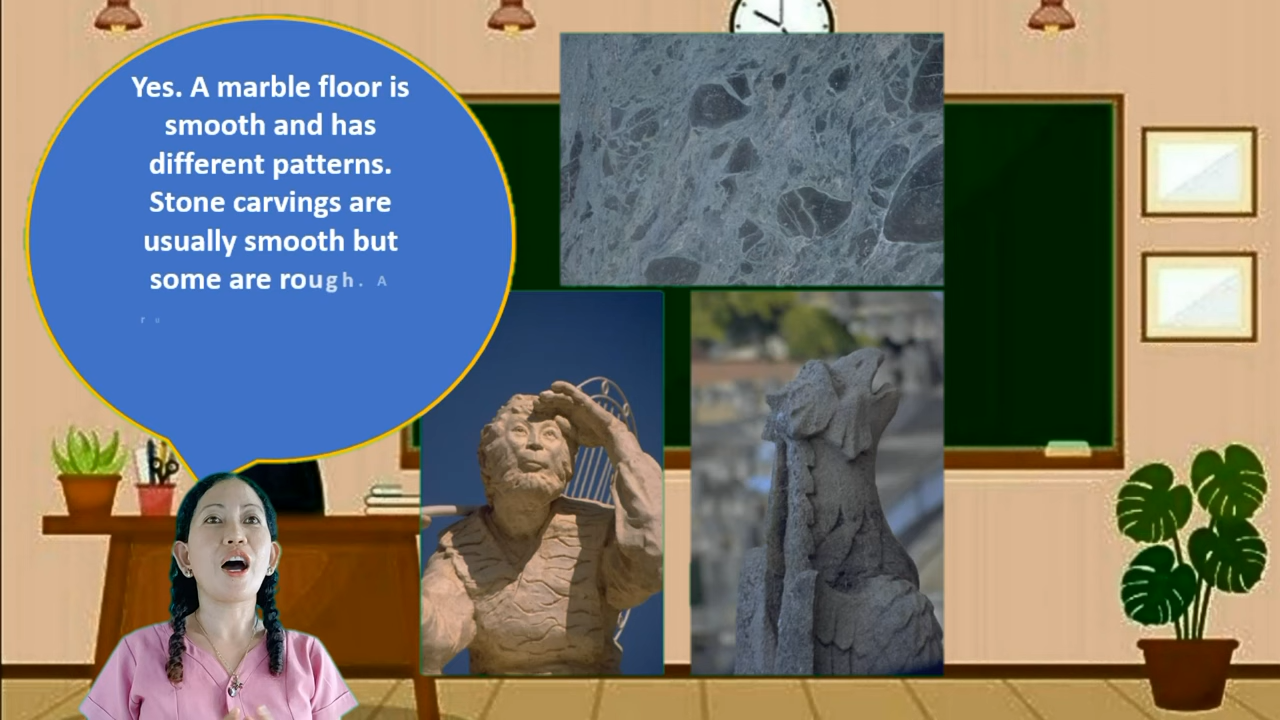 Yes. A marble floor is
smooth and has
different patterns.
Stone carvings are
usually smooth but
some are rough. A